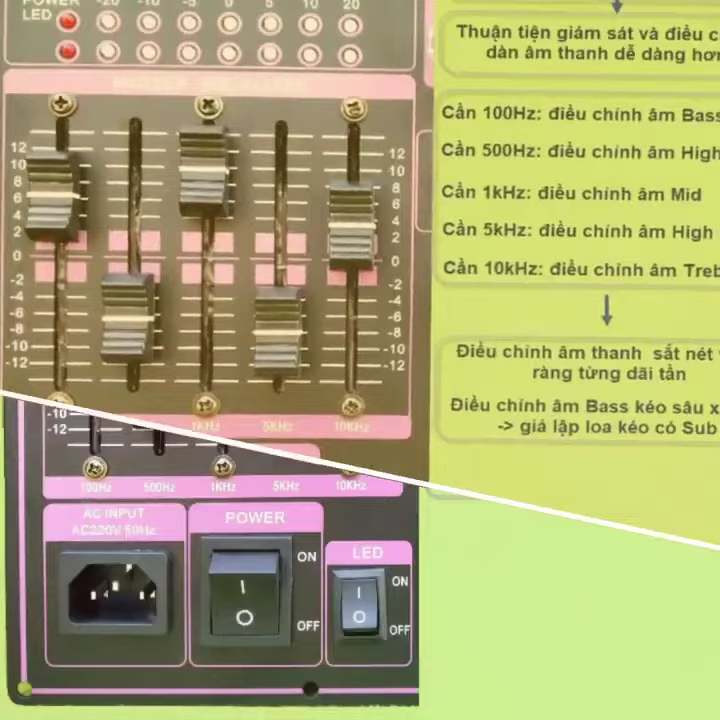 POWER -20 -10 -5 0 5 10 20
LED
12 12
10 10
8 8
6 6
4 4
2 2
0 0
-2 -2
-4 -4
-6 -6
-8 -8
-10 -10
-12 -12
1KHz 5KHz 10KHz
Thuận tiện giám sát và điều c
dàn âm thanh dễ dàng hơn
Cần 100Hz: điều chỉnh âm Bass
Cần 500Hz: điều chỉnh âm High
Cần 1kHz: điều chỉnh âm Mid
Cần 5kHz: điều chỉnh âm High
Cần 10kHz: điều chỉnh âm Treb
Điều chỉnh âm thanh sắt nét
ràng từng dãi tần
Điều chỉnh âm Bass kéo sâu x
-> giả lập loa kéo có Sub
-10
-12
100Hz 500Hz 1KHz 5KHz 10KHz
AC INPUT
AC220V/50Hz
POWER
ON
OFF
LED
ON
OFF